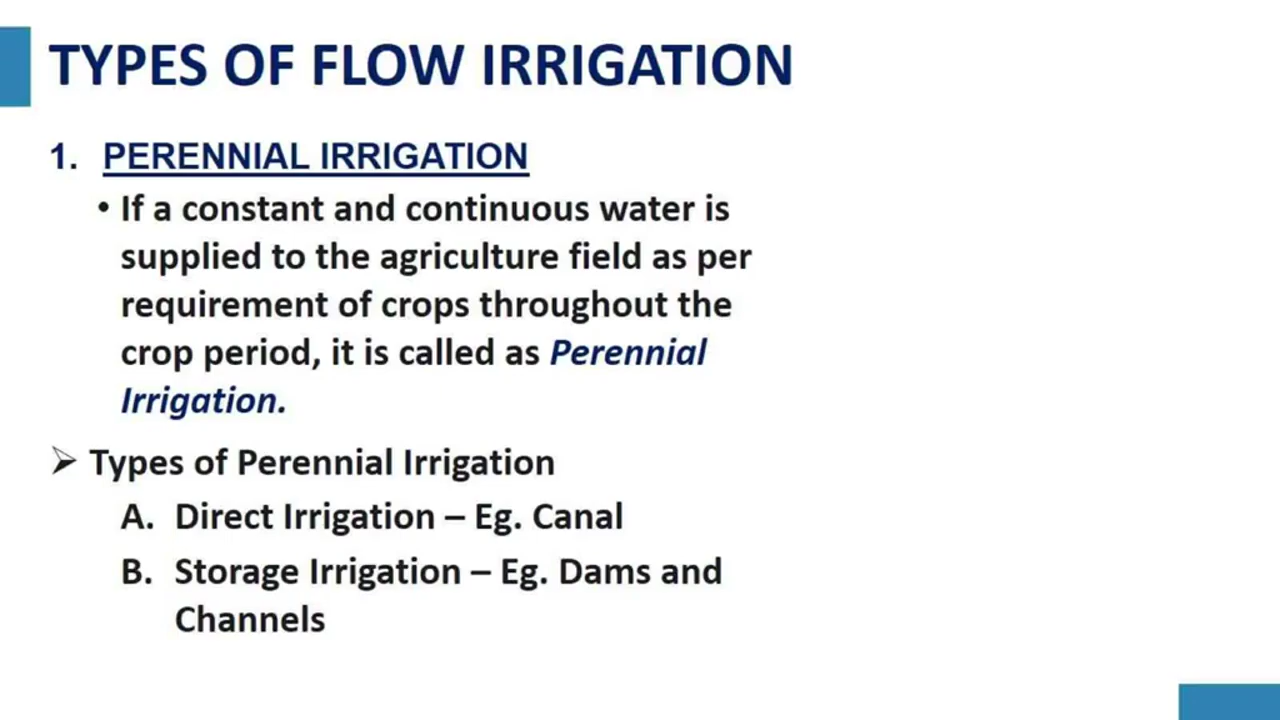 TYPES OF FLOW IRRIGATION
1. PERENNIAL IRRIGATION
• If a constant and continuous water is
supplied to the agriculture field as per
requirement of crops throughout the
crop period, it is called as Perennial
Irrigation.
➢ Types of Perennial Irrigation
A. Direct Irrigation – Eg. Canal
B. Storage Irrigation – Eg. Dams and
Channels